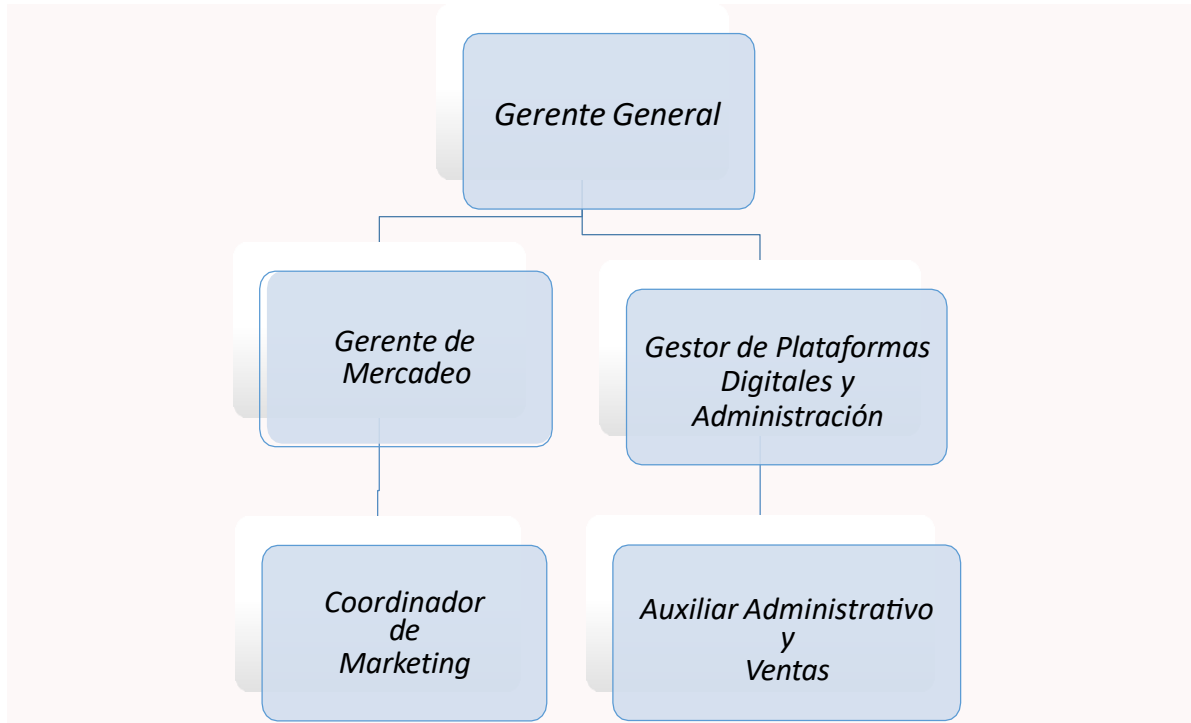 Gerente General
Gerente de
Mercadeo
Gestor de Plataformas
Digitales y
Administración
Coordinador
de
Marketing
Auxiliar Administrativo
y
Ventas